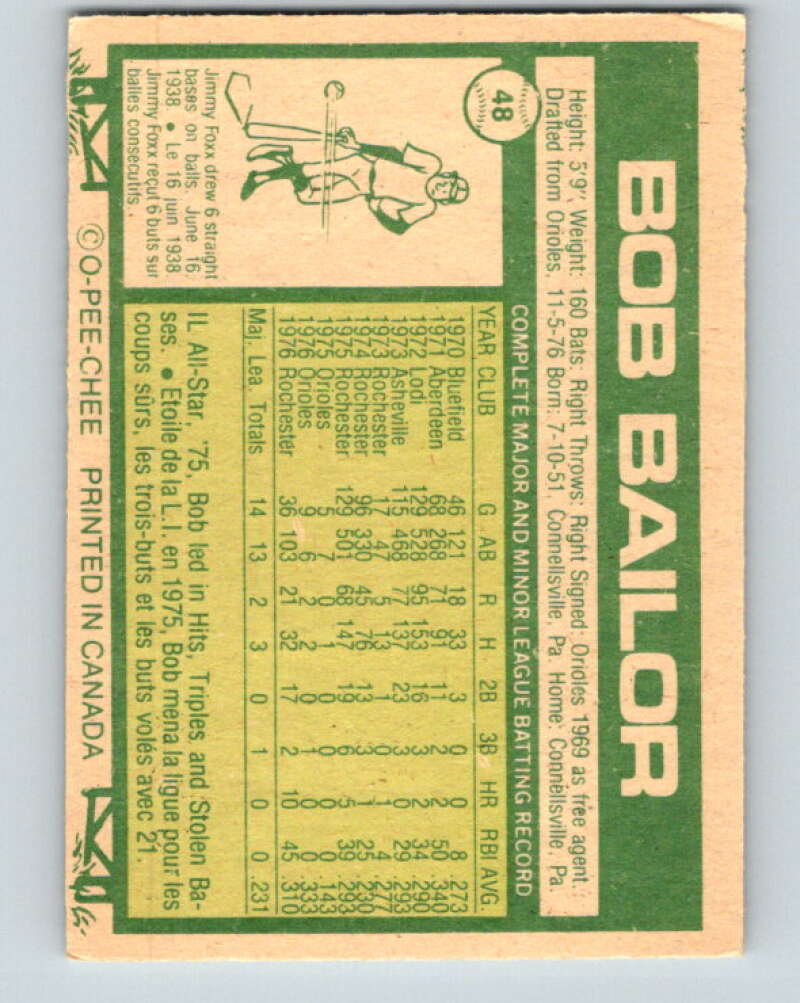 48
BOB BAILOR
Height: 5'9", Weight: 160 Bats: Right Throws: Right Signed: Orioles 1969 as free agent.
Drafted from Orioles. 11-5-76 Born: 7-10-51, Connellsville, Pa. Home: Connellsville, Pa.
COMPLETE MAJOR AND MINOR LEAGUE BATTING RECORD
YEAR CLUB G AB R H 2B 3B HR RBI AVG.
1970 Bluefield 46 121 18 33 3 0 0 8 .273
1971 Aberdeen 68 268 71 91 11 2 2 50 .340
1972 Lodi 129 528 95 153 16 3 2 34 .290
1973 Asheville 115 468 77 137 23 3 0 29 .293
1973 Rochester 17 47 5 13 1 0 1 4 .277
1974 Rochester 96 330 45 76 13 3 1 25
1975 Rochester 129 501 68 147 19 6 5 39 .293
1975 Orioles 5 7 0 1 0 0 0 0 .143
1976 Orioles 9 6 2 2 0 1 0 0 .333
1976 Rochester 36 103 21 32 17 2 10 45 .310
Maj. Lea. Totals 14 13 2 3 0 1 0 0 .231
IL All-Star, '75, Bob led in Hits, Triples, and Stolen Ba-
ses. • Etoile de la L.I. en 1975, Bob mena la ligue pour les
coups sûrs, les trois-buts et les buts volés avec 21.
Jimmy Foxx drew 6 straight
bases on balls. June 16,
1938. • Le 16 juin 1938
Jimmy Foxx reçut 6 buts sur
balles consecutifs.
© O-PEE-CHEE PRINTED IN CANADA